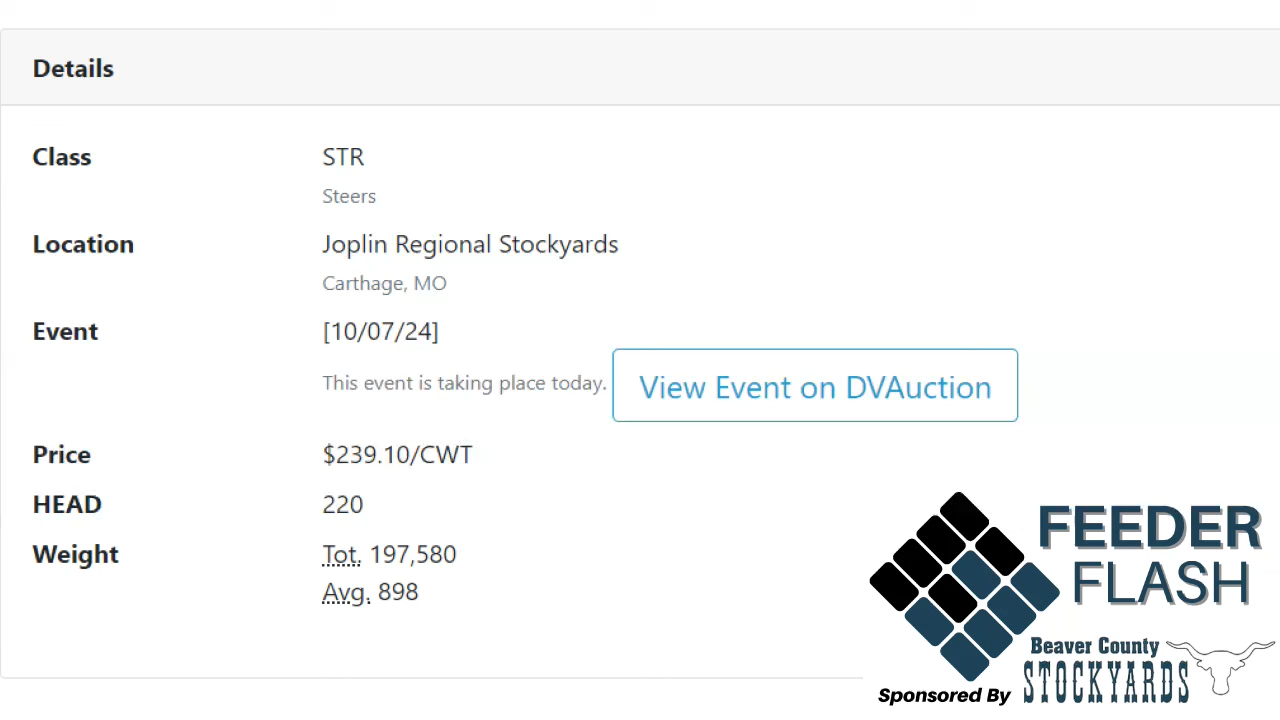 Details
Class STR
Steers
Location Joplin Regional Stockyards
Carthage, MO
Event [10/07/24]
This event is taking place today. View Event on DVAuction
Price $239.10/CWT
HEAD 220
Weight Tot. 197,580
Avg. 898
FEEDER
FLASH
Beaver County
Sponsored By STOCKYARDS